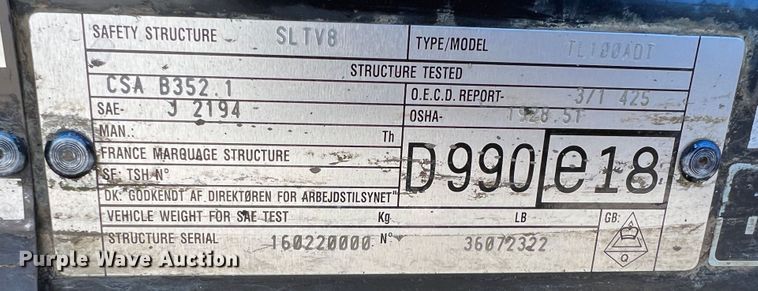 SAFETY STRUCTURE SLTV8 TYPE/MODEL TL100ADT
STRUCTURE TESTED
CSA B352.1 O.E.C.D. REPORT- 3/1 425
SAE- J 2194 OSHA- 1928.51
MAN.: Th
FRANCE MARQUAGE STRUCTURE D990 e18
SF: TSH N°
DK: "GODKENDT AF DIREKTØREN FOR ARBEJDSTILSYNET"
VEHICLE WEIGHT FOR SAE TEST Kg LB GB:
STRUCTURE SERIAL 160220000 N° 36072322 Q
Purple Wave Auction